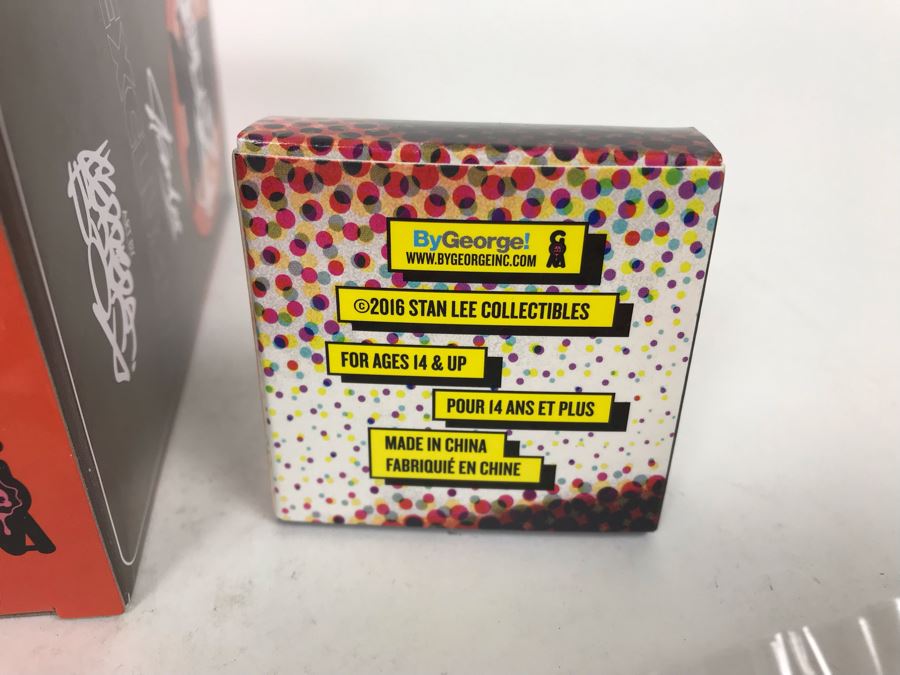 ByGeorge!
WWW.BYGEORGEINC.COM
©2016 STAN LEE COLLECTIBLES
FOR AGES 14 & UP
POUR 14 ANS ET PLUS
MADE IN CHINA
FABRIQUIÉ EN CHINE